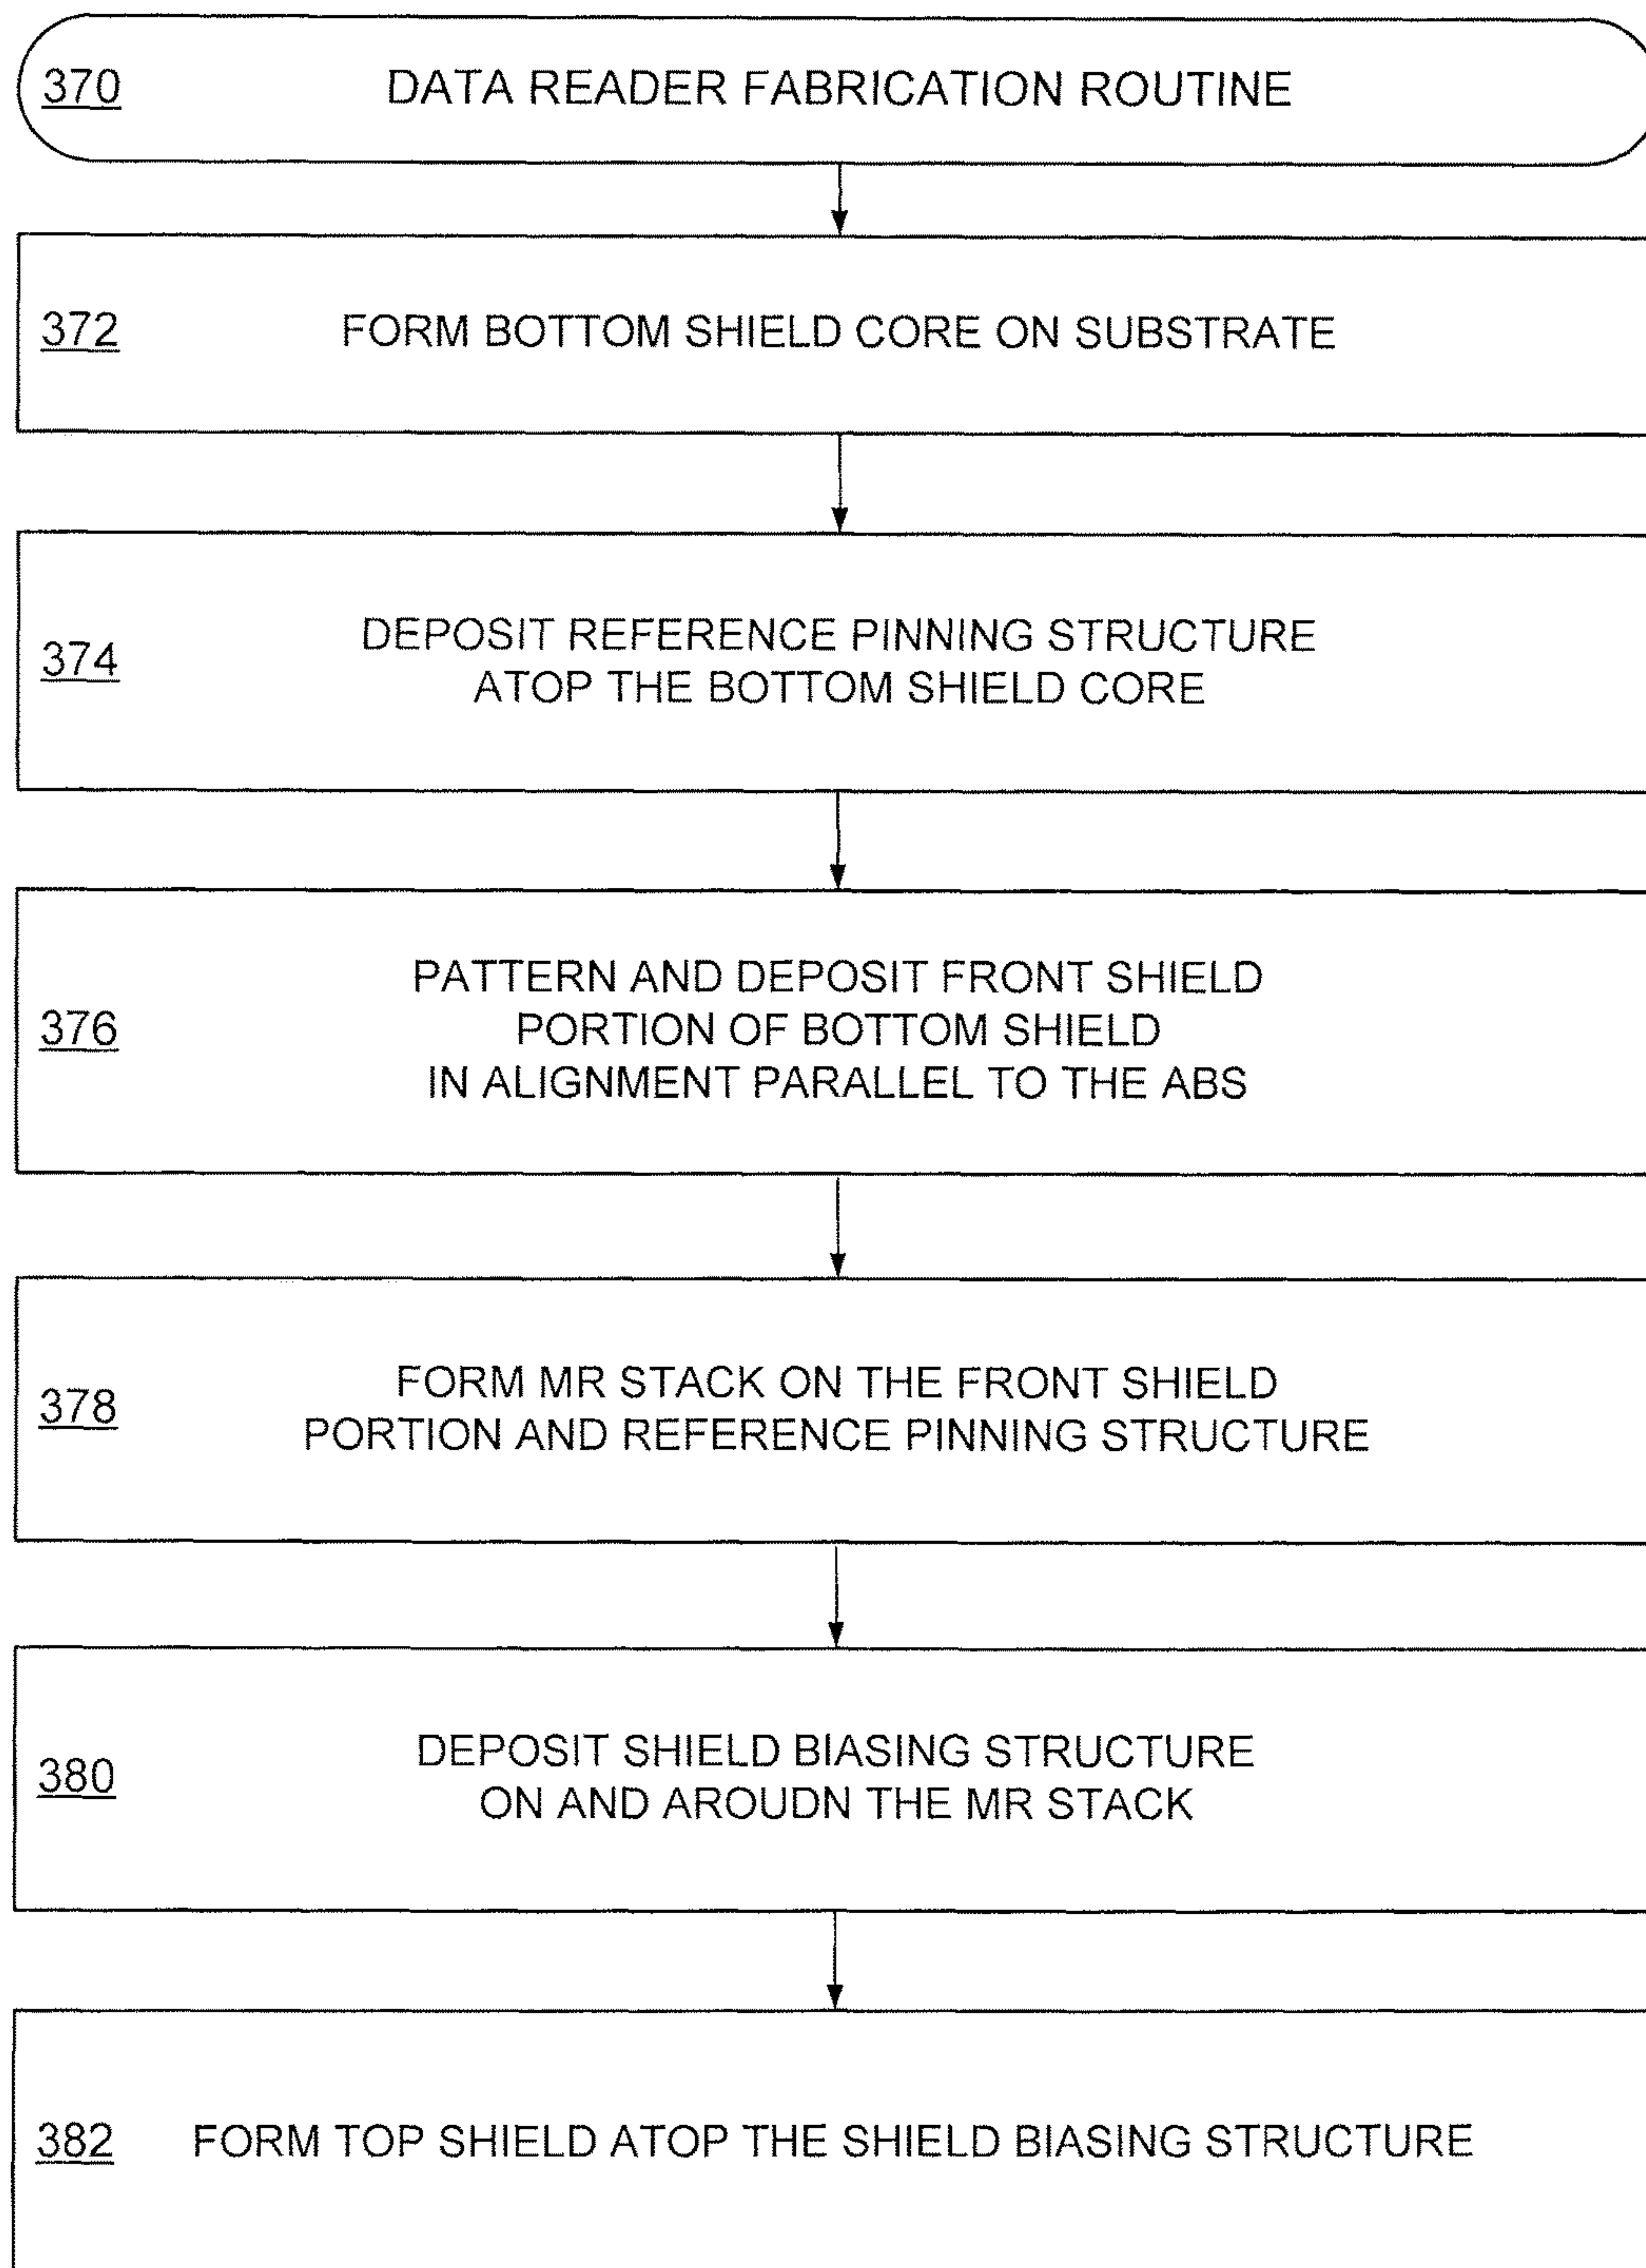 370 DATA READER FABRICATION ROUTINE
372 FORM BOTTOM SHIELD CORE ON SUBSTRATE
DEPOSIT REFERENCE PINNING STRUCTURE
374
ATOP THE BOTTOM SHIELD CORE
PATTERN AND DEPOSIT FRONT SHIELD
376 PORTION OF BOTTOM SHIELD
IN ALIGNMENT PARALLEL TO THE ABS
FORM MR STACK ON THE FRONT SHIELD
378
PORTION AND REFERENCE PINNING STRUCTURE
DEPOSIT SHIELD BIASING STRUCTURE
380
ON AND AROUDN THE MR STACK
382 FORM TOP SHIELD ATOP THE SHIELD BIASING STRUCTURE